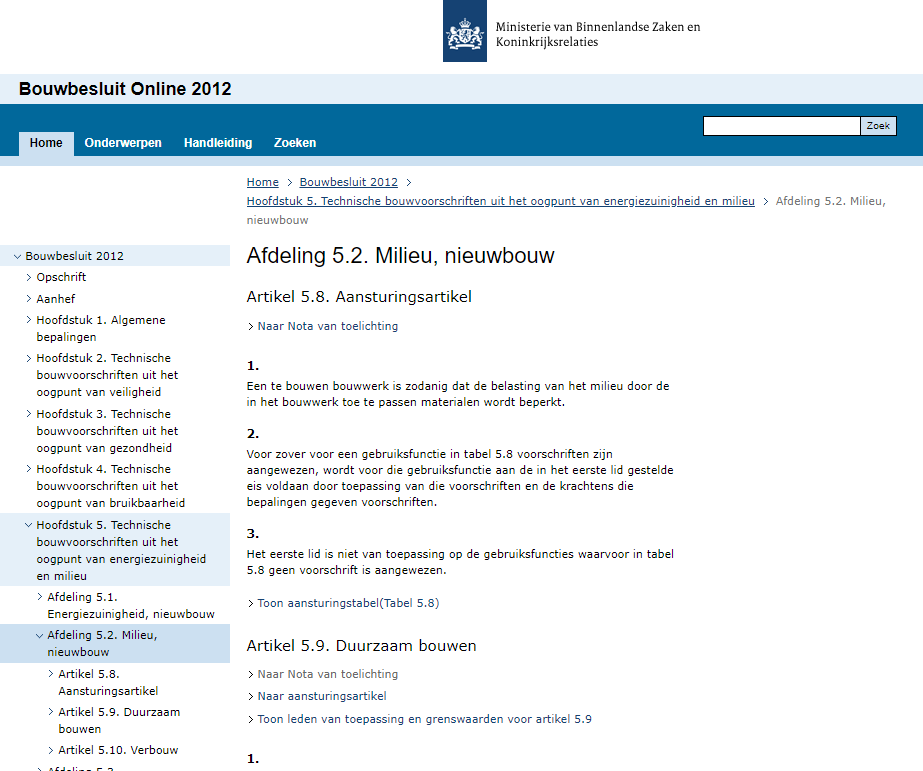 Ministerie van Binnenlandse Zaken en
Koninkrijksrelaties
Bouwbesluit Online 2012
Zoek
Home Onderwerpen Handleiding Zoeken
Home > Bouwbesluit 2012 >
Hoofdstuk 5. Technische bouwvoorschriften uit het oogpunt van energiezuinigheid en milieu > Afdeling 5.2. Milieu,
nieuwbouw
Bouwbesluit 2012
Opschrift
Aanhef
Hoofdstuk 1. Algemene
bepalingen
Hoofdstuk 2. Technische
bouwvoorschriften uit het
oogpunt van veiligheid
Hoofdstuk 3. Technische
bouwvoorschriften uit het
oogpunt van gezondheid
Hoofdstuk 4. Technische
bouwvoorschriften uit het
oogpunt van bruikbaarheid
Hoofdstuk 5. Technische
bouwvoorschriften uit het
oogpunt van energiezuinigheid
en milieu
Afdeling 5.1.
Energiezuinigheid, nieuwbouw
Afdeling 5.2. Milieu,
nieuwbouw
Artikel 5.8.
Aansturingsartikel
Artikel 5.9. Duurzaam
bouwen
Artikel 5.10. Verbouw
Afdeling 5.3.
Afdeling 5.2. Milieu, nieuwbouw
Artikel 5.8. Aansturingsartikel
> Naar Nota van toelichting
1.
Een te bouwen bouwwerk is zodanig dat de belasting van het milieu door de
in het bouwwerk toe te passen materialen wordt beperkt.
2.
Voor zover voor een gebruiksfunctie in tabel 5.8 voorschriften zijn
aangewezen, wordt voor die gebruiksfunctie aan de in het eerste lid gestelde
eis voldaan door toepassing van die voorschriften en de krachtens die
bepalingen gegeven voorschriften.
3.
Het eerste lid is niet van toepassing op de gebruiksfuncties waarvoor in tabel
5.8 geen voorschrift is aangewezen.
> Toon aansturingstabel(Tabel 5.8)
Artikel 5.9. Duurzaam bouwen
> Naar Nota van toelichting
> Naar aansturingsartikel
> Toon leden van toepassing en grenswaarden voor artikel 5.9
1.